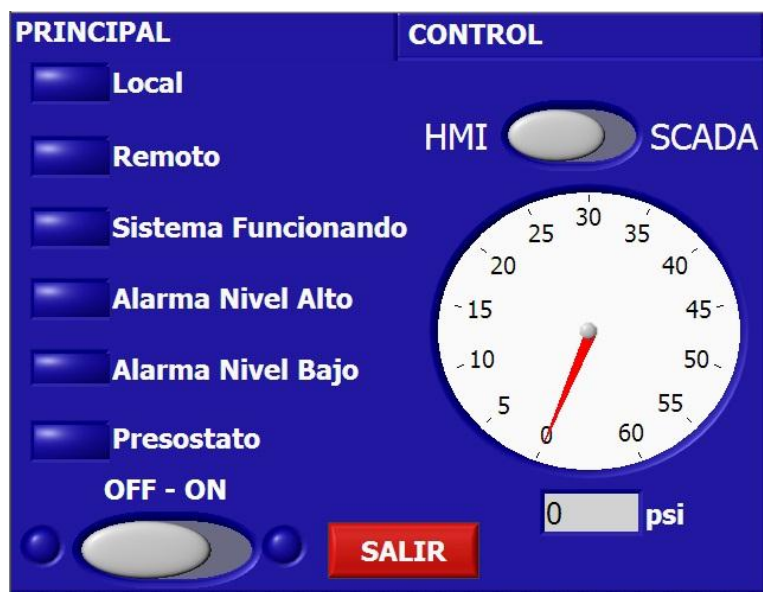 PRINCIPAL
CONTROL
Local
Remoto
Sistema Funcionando
Alarma Nivel Alto
Alarma Nivel Bajo
Presostato
OFF - ON
SALIR
HMI SCADA
0
5
10
15
20
25
30
35
40
45
50
55
60
0 psi